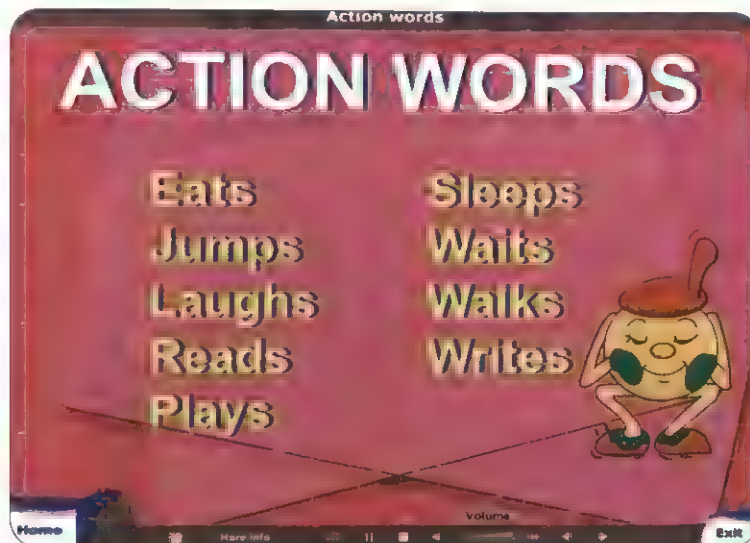 Action words
ACTION WORDS
Eats
Jumps
Laughs
Reads
Plays
Sleeps
Waits
Walks
Writes
Volume
Home
More info
Exit